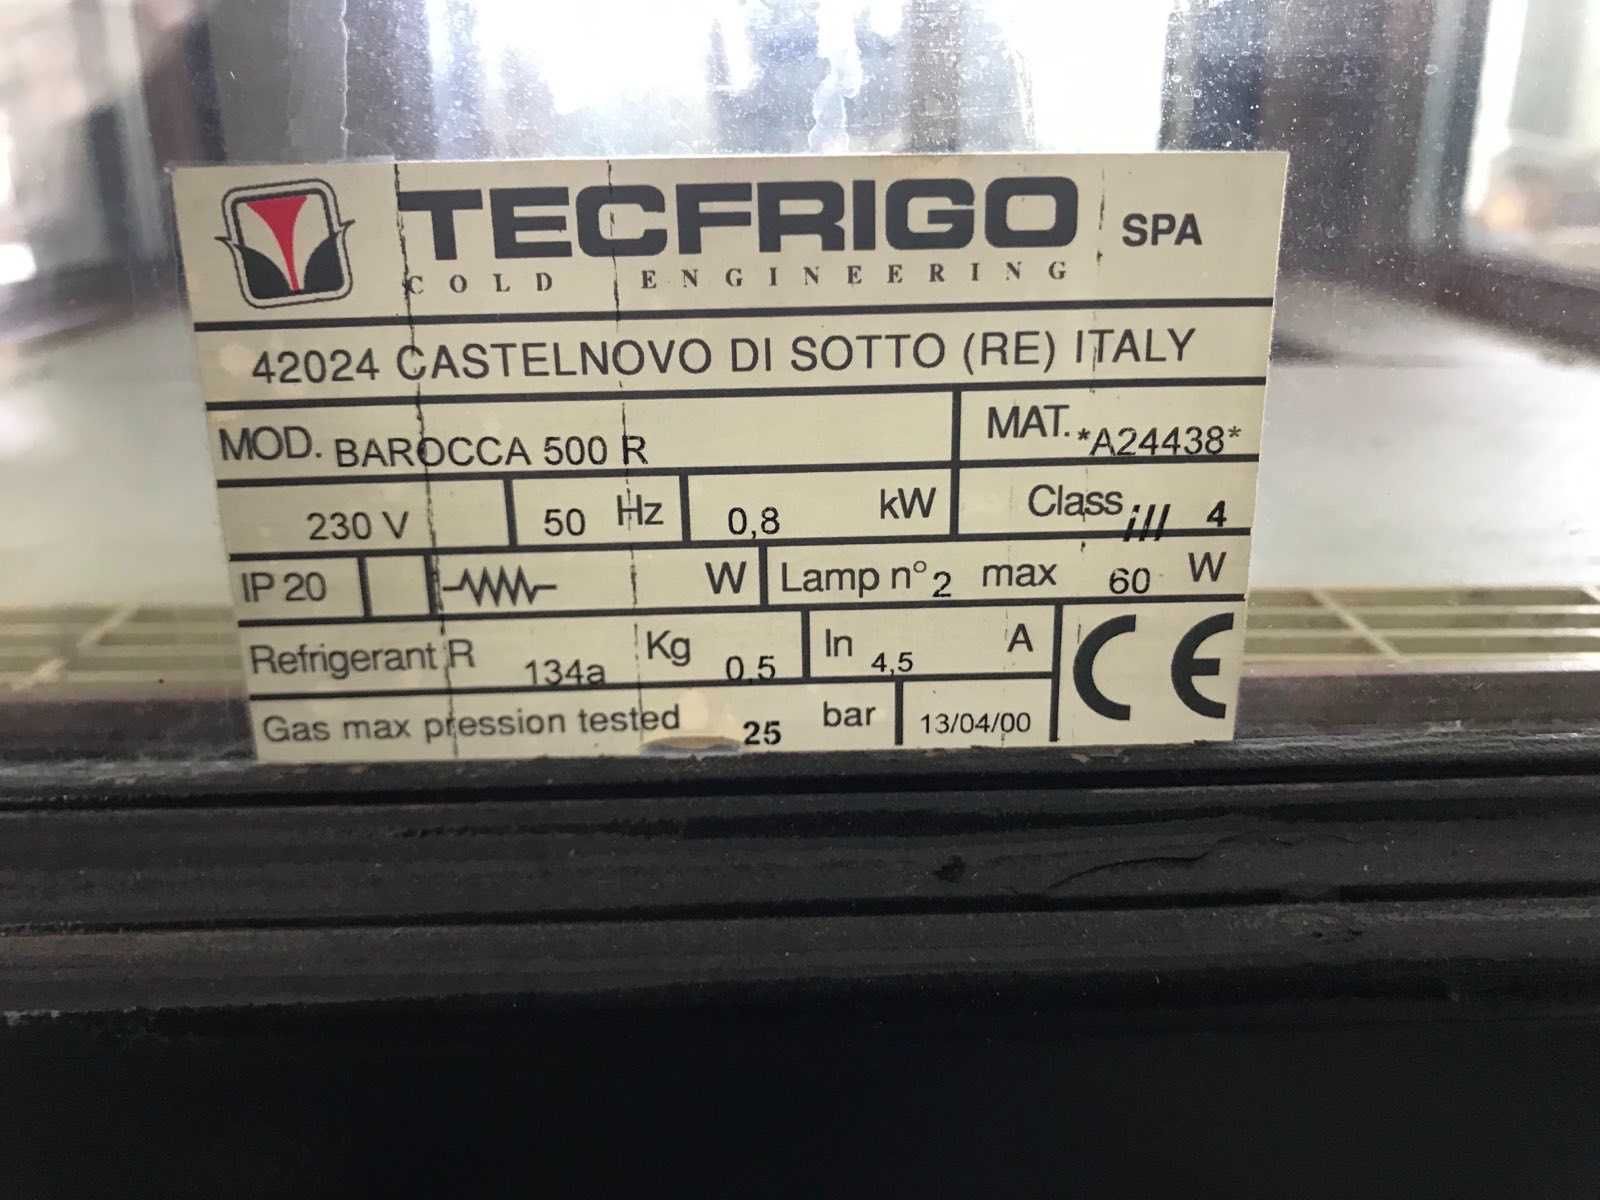 TECFRIGO SPA
COLD ENGINEERING
42024 CASTELNOVO DI SOTTO (RE) ITALY
MOD. BAROCCA 500 R MAT. *A24438*
230 V 50 Hz 0,8 kW Class ill 4
IP 20 W Lamp n° 2 max 60 W
Refrigerant R 134a Kg 0,5 In 4,5 A
Gas max pression tested 25 bar 13/04/00 CE